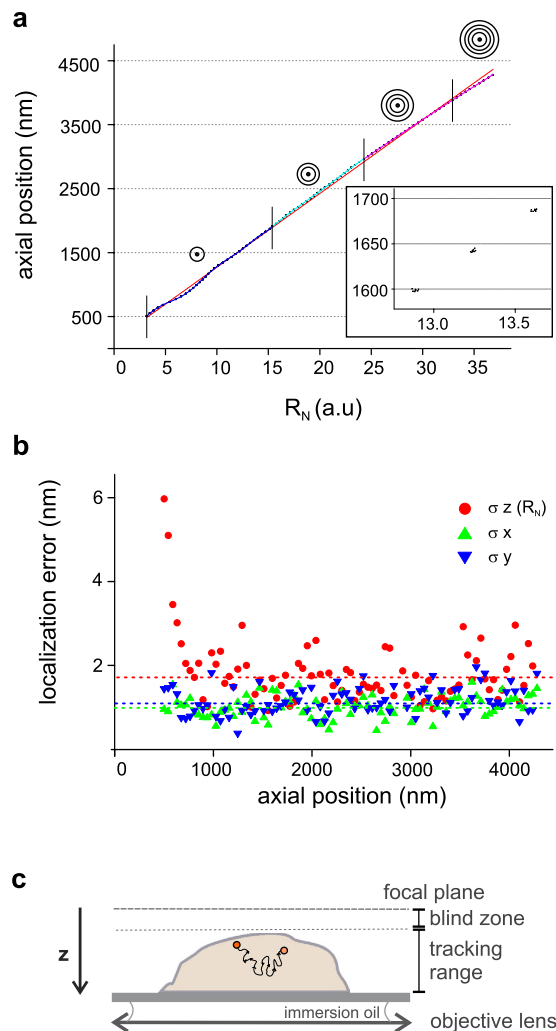 a
axial position (nm)
4500
3500
2500
1500
500
1700
1650
1600
13.0 13.5
0 5 10 15 20 25 30 35
R_N (a.u)
b
localization error (nm)
6
4
2
σ z (R_N)
σ x
σ y
0 1000 2000 3000 4000
axial position (nm)
c
focal plane
blind zone
z
tracking
range
immersion oil
objective lens